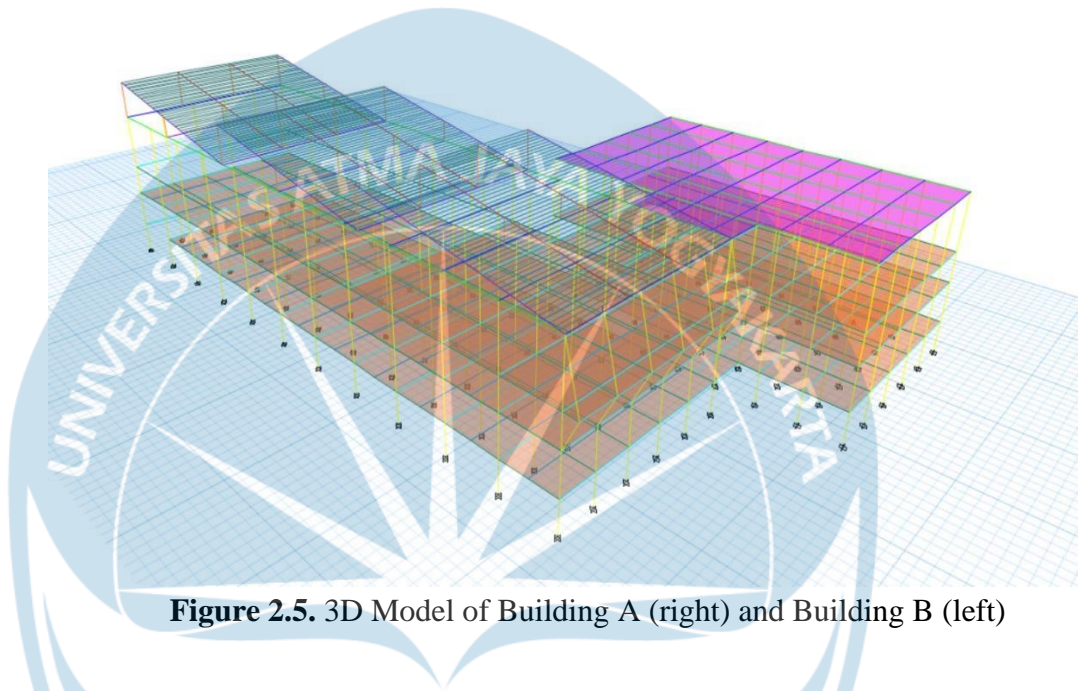 UNIVERSITAS ATMA JAYA YOGYAKARTA
Figure 2.5. 3D Model of Building A (right) and Building B (left)